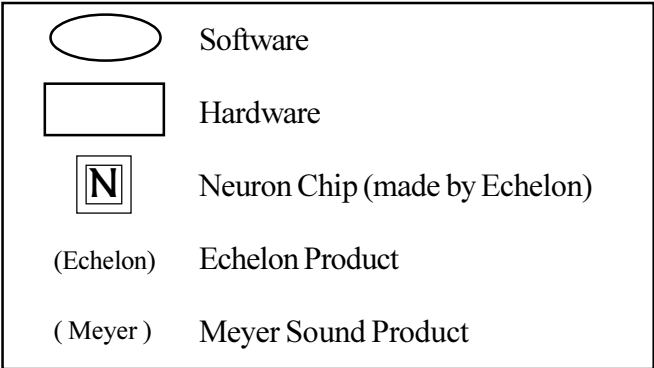 Software
Hardware
N Neuron Chip (made by Echelon)
(Echelon) Echelon Product
( Meyer ) Meyer Sound Product